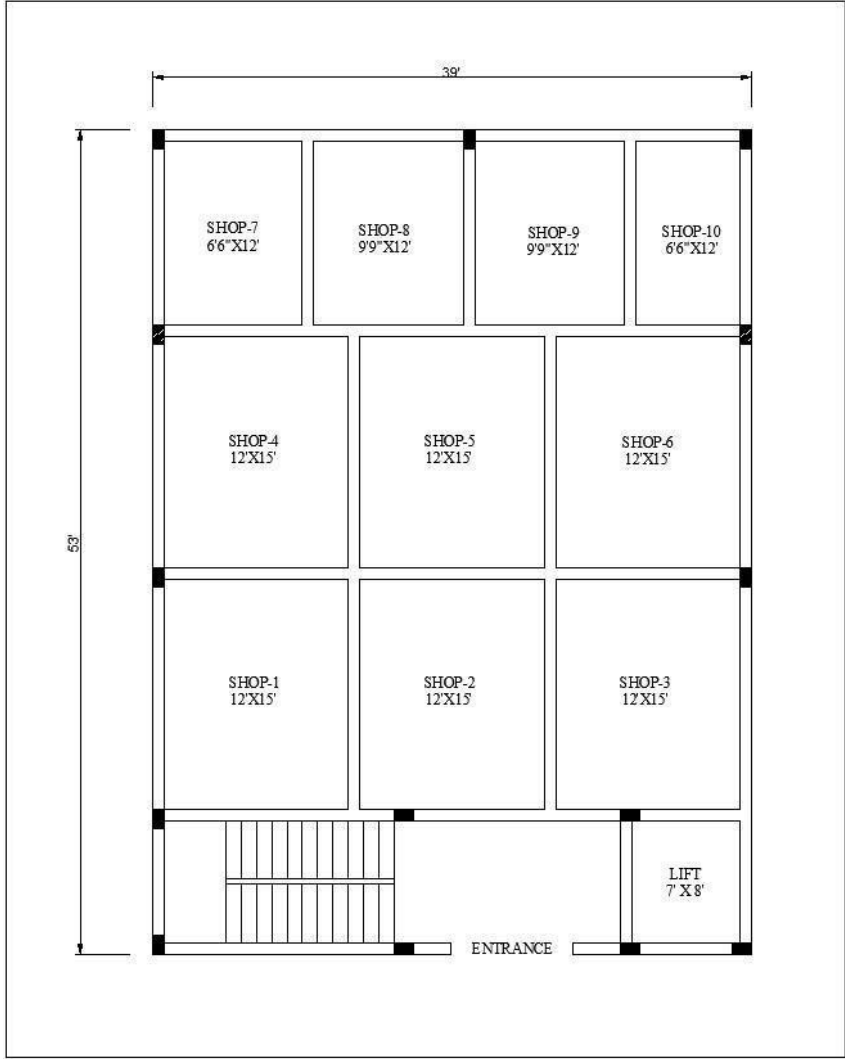 39'
SHOP-7
6'6"X12'
SHOP-8
9'9"X12'
SHOP-9
9'9"X12'
SHOP-10
6'6"X12'
SHOP-4
12'X15'
SHOP-5
12'X15'
SHOP-6
12'X15'
53'
SHOP-1
12'X15'
SHOP-2
12'X15'
SHOP-3
12'X15'
LIFT
7' X 8'
ENTRANCE